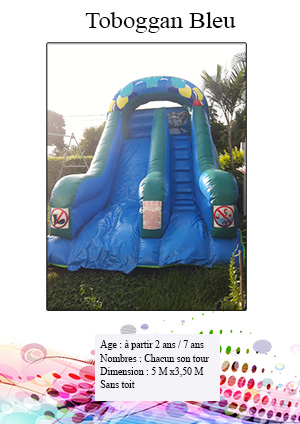 Toboggan Bleu
Age : à partir 2 ans / 7 ans
Nombres : Chacun son tour
Dimension : 5 M x3,50 M
Sans toit